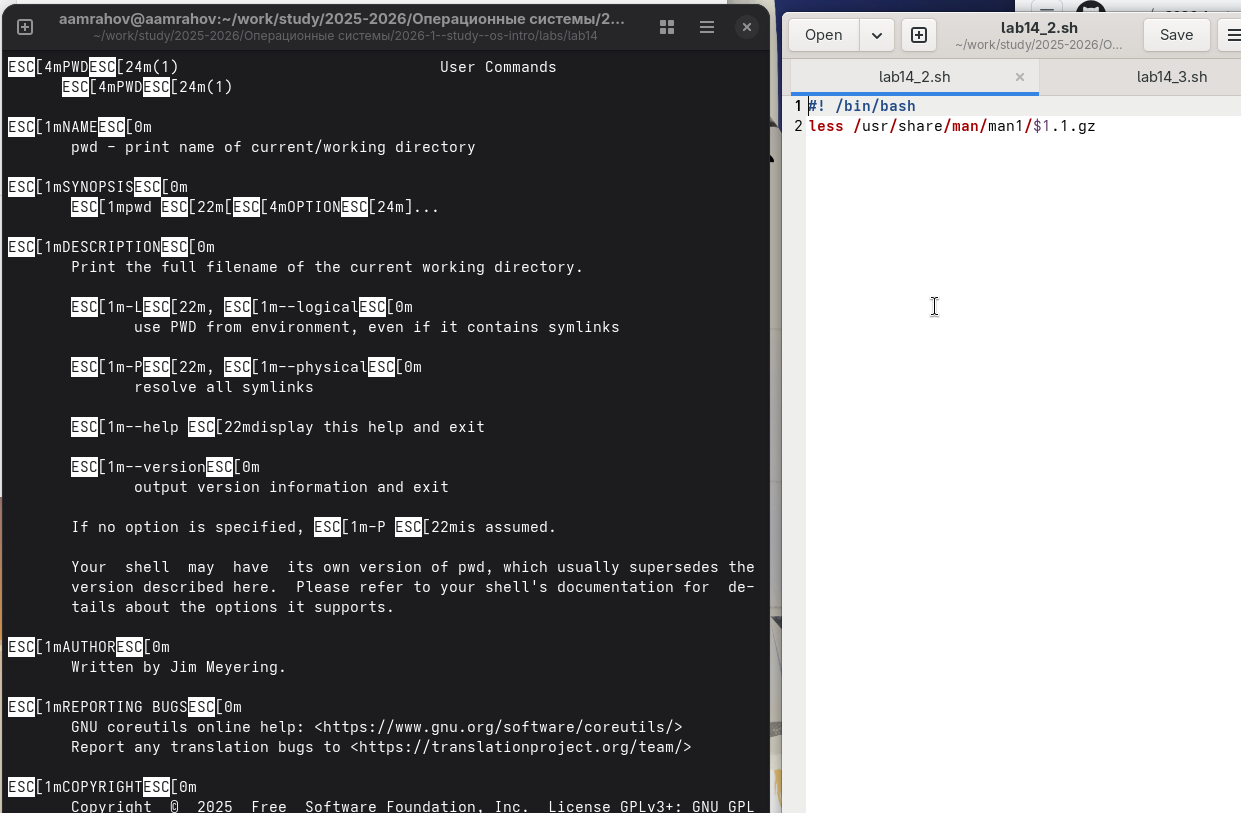 aamrahov@aamrahov:~/work/study/2025-2026/Операционные системы/2...
~/work/study/2025-2026/Операционные системы/2026-1--study--os-intro/labs/lab14
ESC[4mPWDESC[24m(1) User Commands
ESC[4mPWDESC[24m(1)
ESC[1mNAMEESC[0m
pwd - print name of current/working directory
ESC[1mSYNOPSISESC[0m
ESC[1mpwd ESC[22m[ESC[4mOPTIONESC[24m]...
ESC[1mDESCRIPTIONESC[0m
Print the full filename of the current working directory.
ESC[1m-LESC[22m, ESC[1m--logicalESC[0m
use PWD from environment, even if it contains symlinks
ESC[1m-PESC[22m, ESC[1m--physicalESC[0m
resolve all symlinks
ESC[1m--help ESC[22mdisplay this help and exit
ESC[1m--versionESC[0m
output version information and exit
If no option is specified, ESC[1m-P ESC[22mis assumed.
Your shell may have its own version of pwd, which usually supersedes the
version described here. Please refer to your shell's documentation for de-
tails about the options it supports.
ESC[1mAUTHORESC[0m
Written by Jim Meyering.
ESC[1mREPORTING BUGSESC[0m
GNU coreutils online help: <https://www.gnu.org/software/coreutils/>
Report any translation bugs to <https://translationproject.org/team/>
ESC[1mCOPYRIGHTESC[0m
Copyright © 2025 Free Software Foundation, Inc. License GPLv3+: GNU GPL
Open
lab14_2.sh
~/work/study/2025-2026/О...
Save
lab14_2.sh
lab14_3.sh
1 #! /bin/bash
2 less /usr/share/man/man1/$1.1.gz